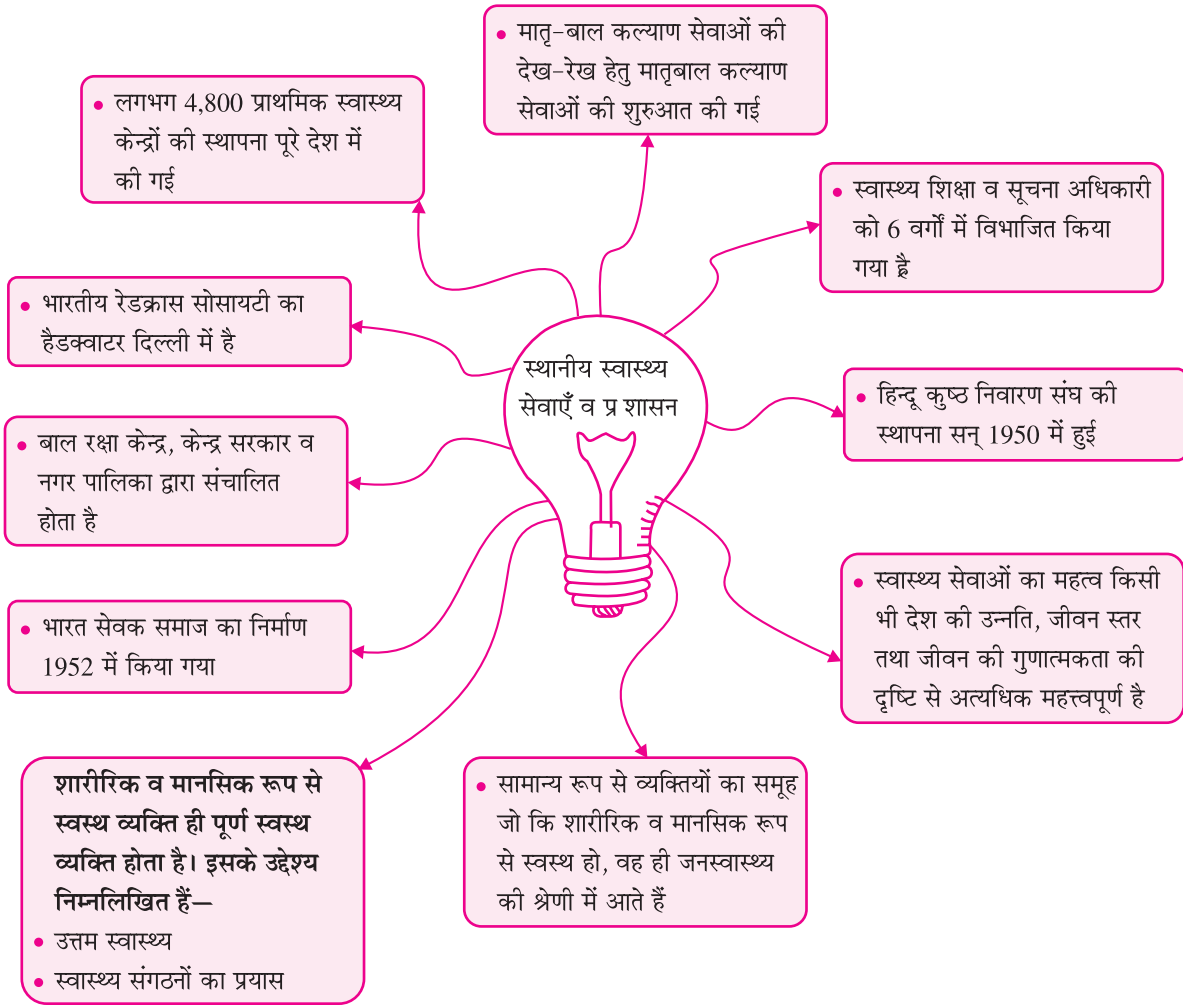 • मातृ-बाल कल्याण सेवाओं की
देख-रेख हेतु मातृबाल कल्याण
सेवाओं की शुरुआत की गई
• लगभग 4,800 प्राथमिक स्वास्थ्य
केन्द्रों की स्थापना पूरे देश में
की गई
• स्वास्थ्य शिक्षा व सूचना अधिकारी
को 6 वर्गों में विभाजित किया
गया है
• भारतीय रेडक्रास सोसायटी का
हैडक्वाटर दिल्ली में है
स्थानीय स्वास्थ्य
सेवाएँ व प्र शासन
• हिन्दू कुष्ठ निवारण संघ की
स्थापना सन् 1950 में हुई
• बाल रक्षा केन्द्र, केन्द्र सरकार व
नगर पालिका द्वारा संचालित
होता है
• स्वास्थ्य सेवाओं का महत्व किसी
भी देश की उन्नति, जीवन स्तर
तथा जीवन की गुणात्मकता की
दृष्टि से अत्यधिक महत्त्वपूर्ण है
• भारत सेवक समाज का निर्माण
1952 में किया गया
शारीरिक व मानसिक रूप से
स्वस्थ व्यक्ति ही पूर्ण स्वस्थ
व्यक्ति होता है। इसके उद्देश्य
निम्नलिखित हैं—
• उत्तम स्वास्थ्य
• स्वास्थ्य संगठनों का प्रयास
• सामान्य रूप से व्यक्तियों का समूह
जो कि शारीरिक व मानसिक रूप
से स्वस्थ हो, वह ही जनस्वास्थ्य
की श्रेणी में आते हैं